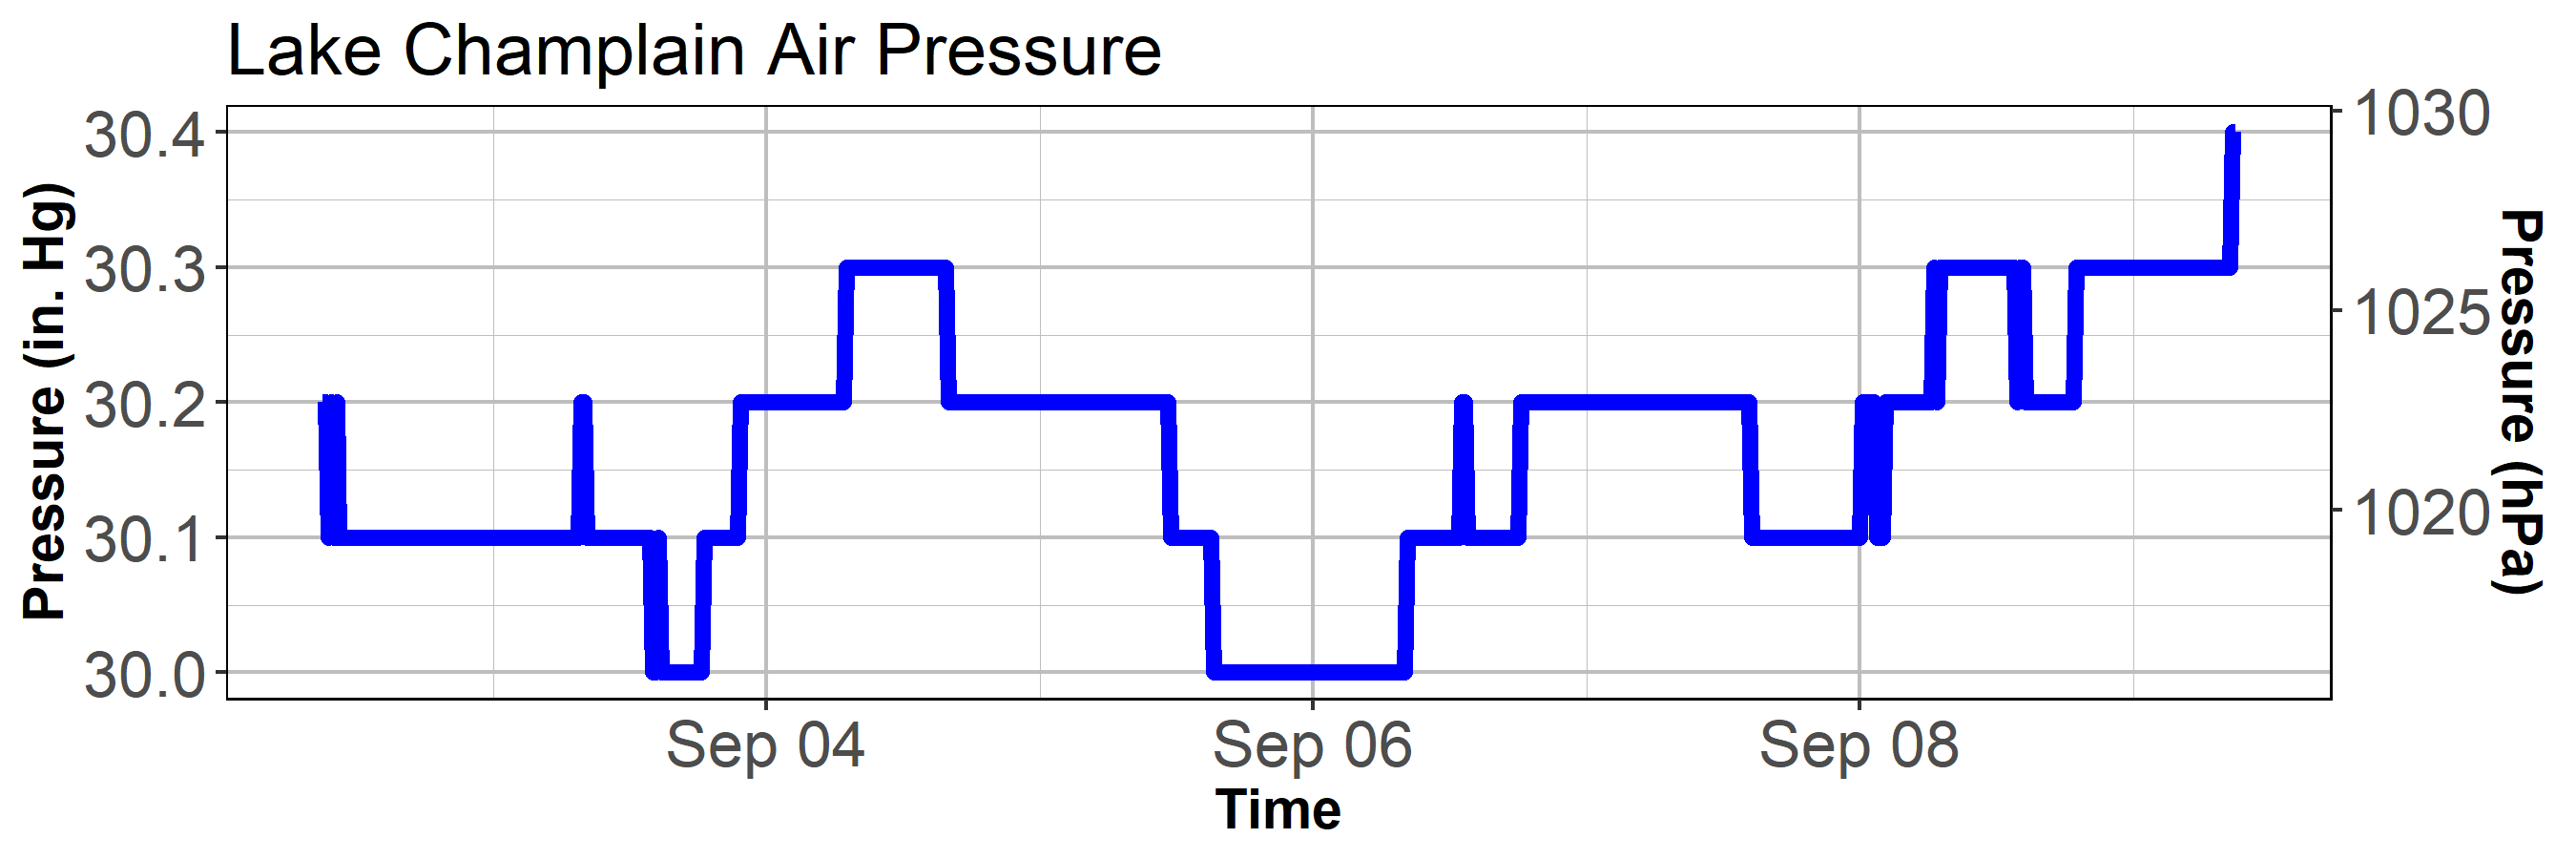 Lake Champlain Air Pressure
30.4
30.3
30.2
30.1
30.0
Pressure (in. Hg)
1030
1025
1020
Pressure (hPa)
Sep 04
Sep 06
Sep 08
Time